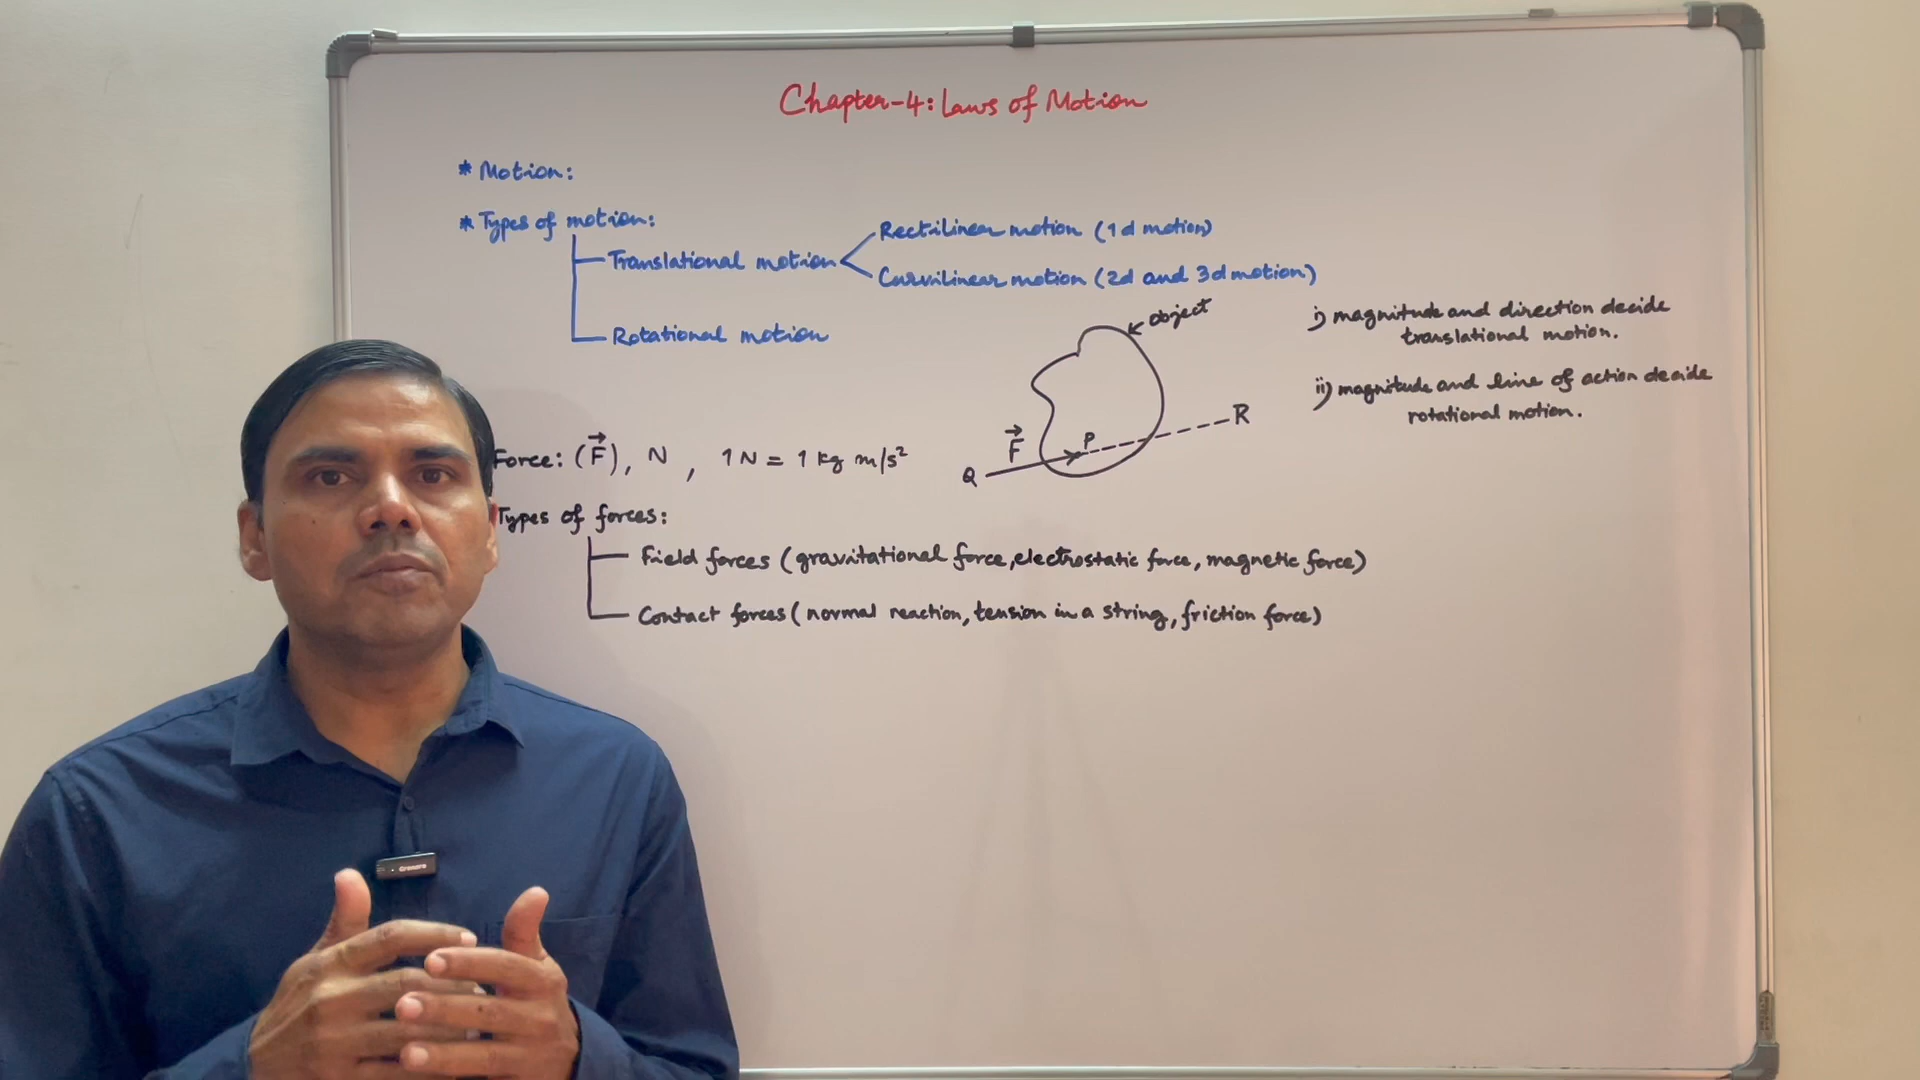 Chapter-4: Laws of Motion
* Motion:
* Types of motion:
Translational motion
Rectilinear motion (1d motion)
Curvilinear motion (2d and 3d motion)
Rotational motion
object
F
P
Q
R
i) magnitude and direction decide
translational motion.
ii) magnitude and line of action decide
rotational motion.
Force: (F), N, 1 N = 1 kg m/s²
Types of forces:
Field forces (gravitational force, electrostatic force, magnetic force)
Contact forces (normal reaction, tension in a string, friction force)